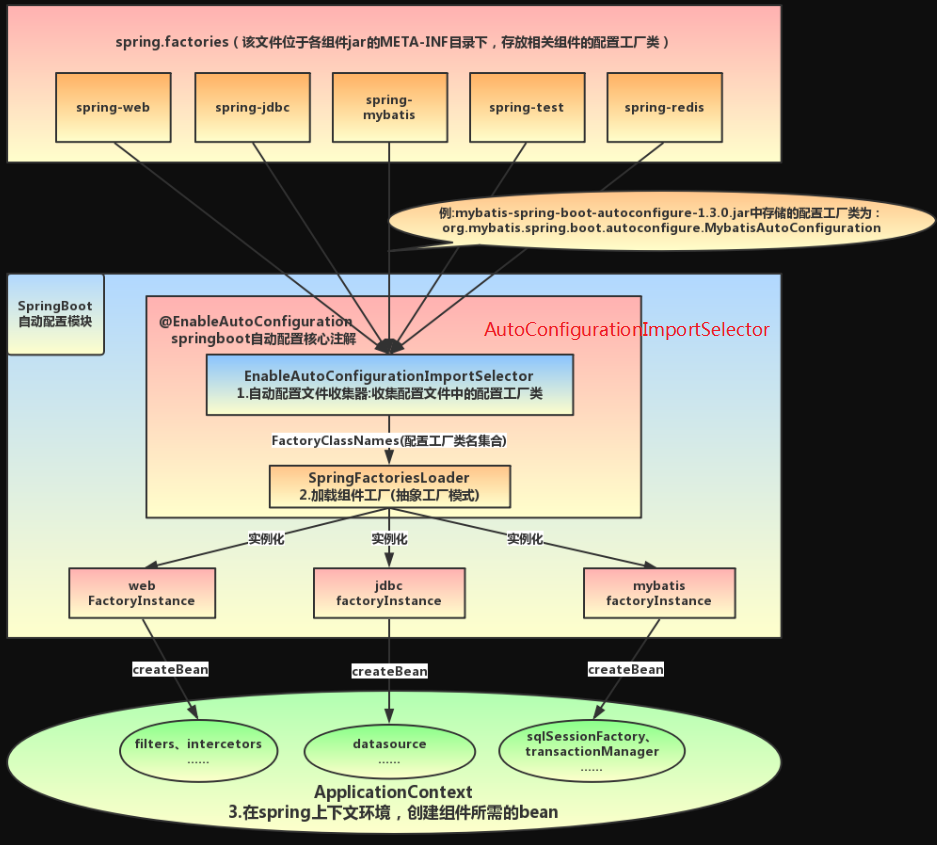 spring.factories（该文件位于各组件jar的META-INF目录下，存放相关组件的配置工厂类）
spring-web
spring-jdbc
spring-
mybatis
spring-test
spring-redis
例:mybatis-spring-boot-autoconfigure-1.3.0.jar中存储的配置工厂类为：
org.mybatis.spring.boot.autoconfigure.MybatisAutoConfiguration
SpringBoot
自动配置模块
@EnableAutoConfiguration
springboot自动配置核心注解
AutoConfigurationImportSelector
EnableAutoConfigurationImportSelector
1.自动配置文件收集器:收集配置文件中的配置工厂类
FactoryClassNames(配置工厂类名集合)
SpringFactoriesLoader
2.加载组件工厂(抽象工厂模式)
实例化
实例化
实例化
web
FactoryInstance
jdbc
factoryInstance
mybatis
factoryInstance
createBean
createBean
createBean
filters、intercetors
......
datasource
......
sqlSessionFactory、
transactionManager
......
ApplicationContext
3.在spring上下文环境，创建组件所需的bean